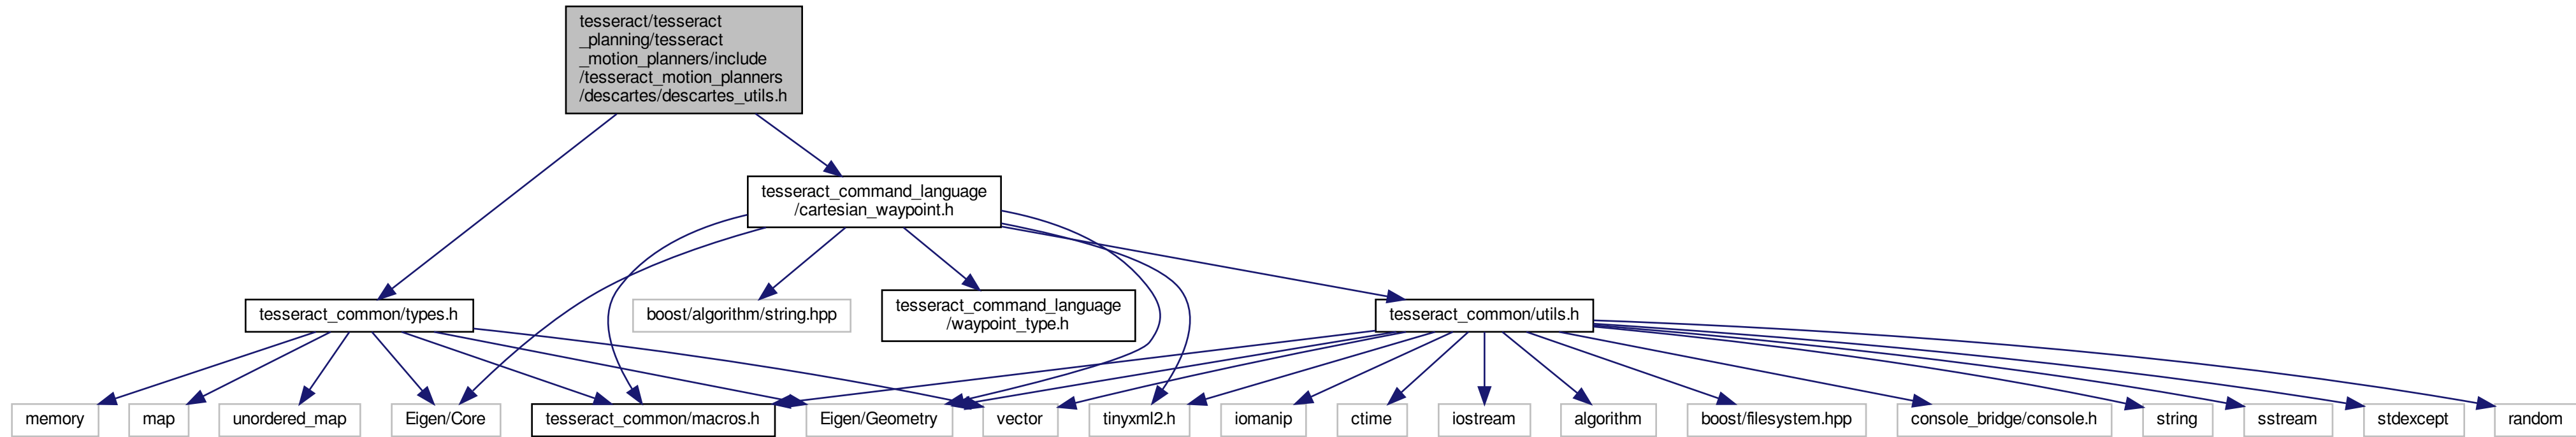 tesseract/tesseract
_planning/tesseract
_motion_planners/include
/tesseract_motion_planners
/descartes/descartes_utils.h
tesseract_command_language
/cartesian_waypoint.h
tesseract_common/types.h
boost/algorithm/string.hpp
tesseract_command_language
/waypoint_type.h
tesseract_common/utils.h
memory
map
unordered_map
Eigen/Core
tesseract_common/macros.h
Eigen/Geometry
vector
tinyxml2.h
iomanip
ctime
iostream
algorithm
boost/filesystem.hpp
console_bridge/console.h
string
sstream
stdexcept
random